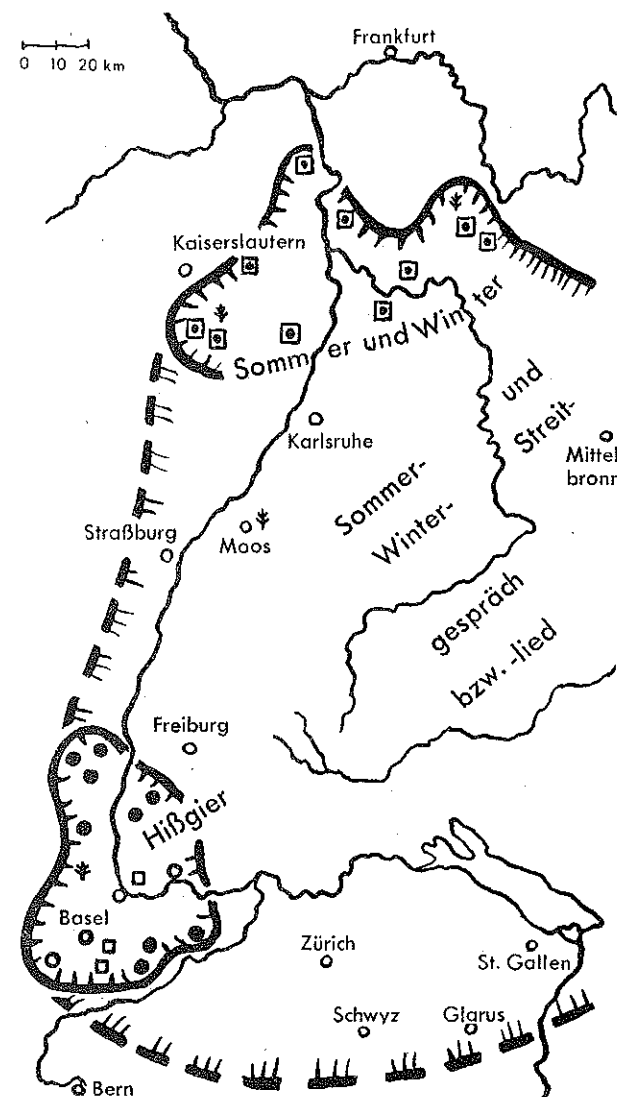 Frankfurt
0 10 20 km
Kaiserslautern
Sommer und Winter
und
Streit-
Karlsruhe
Mittel
bronn
Sommer-
Winter-
Straßburg
Moos
gespräch
bzw. -lied
Freiburg
Hißgier
Basel
Zürich
St. Gallen
Schwyz
Glarus
Bern